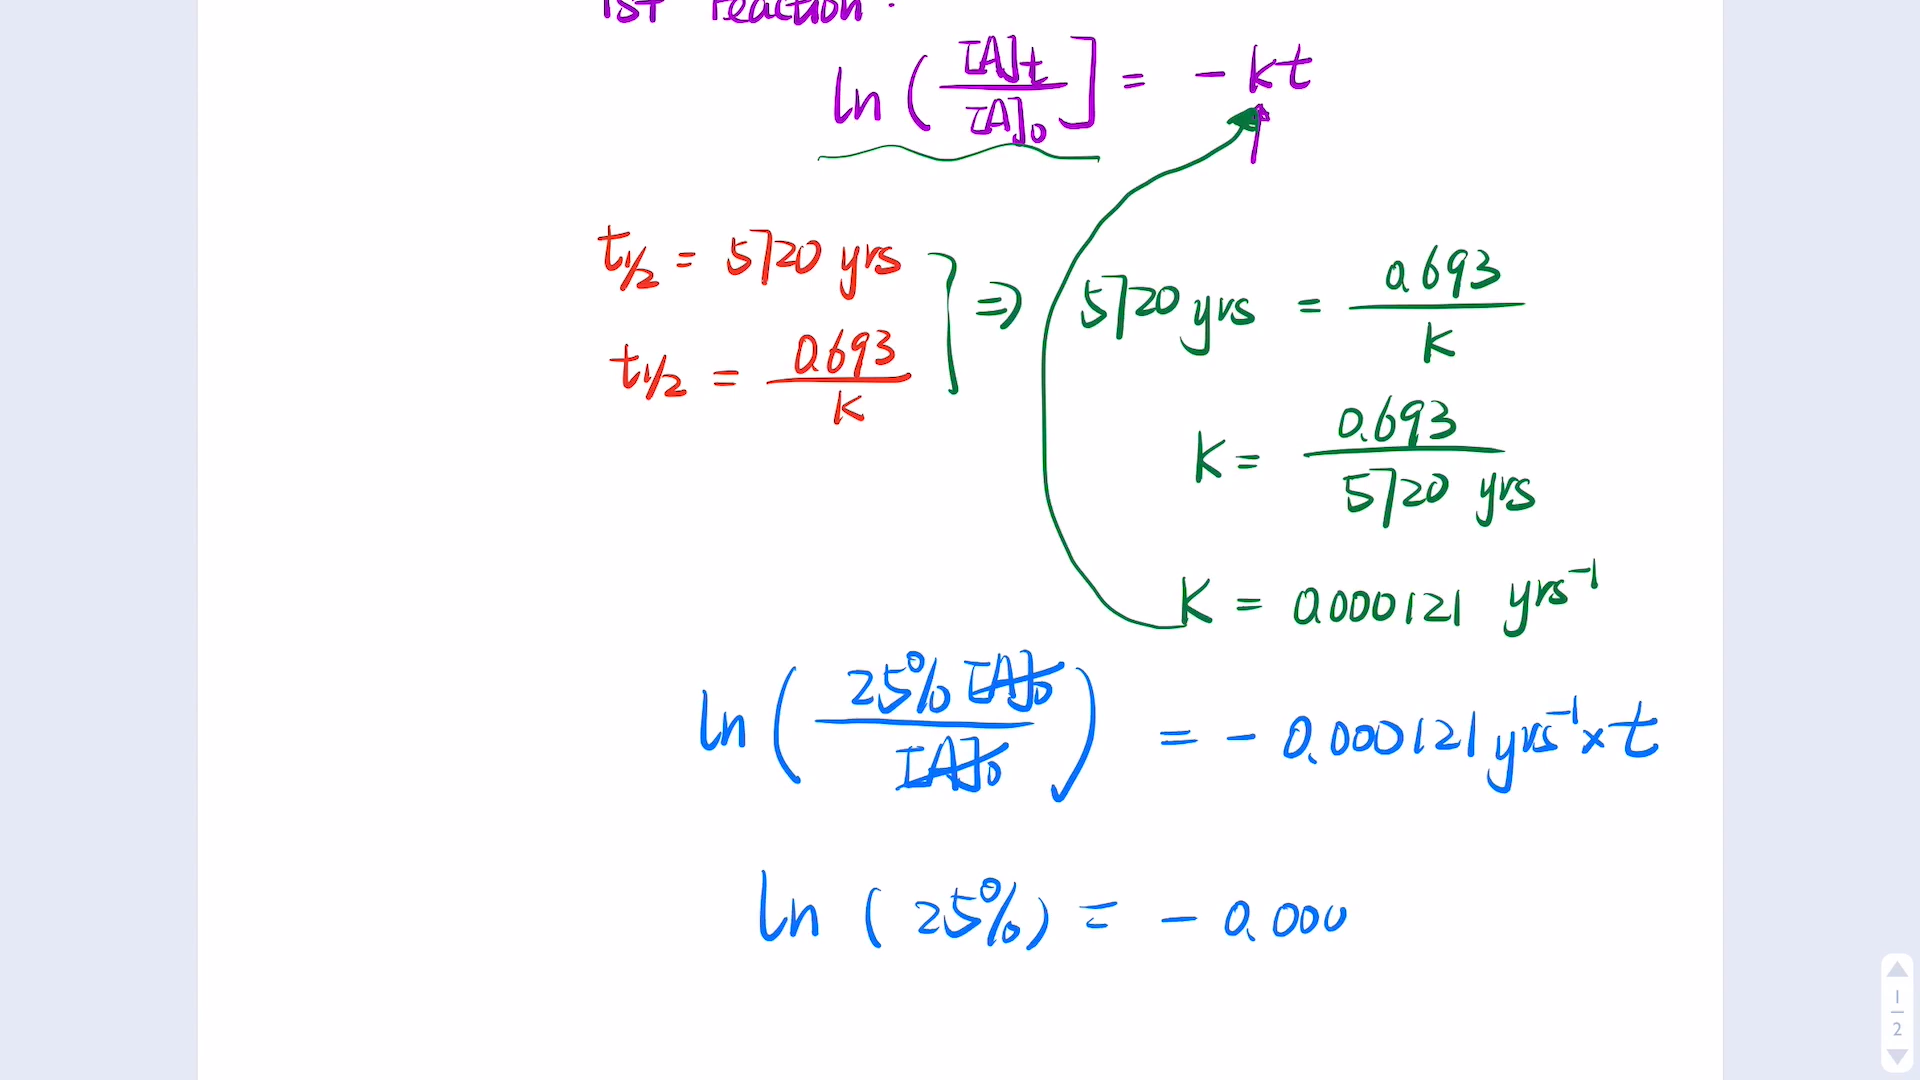 1st reaction:
ln ( [A]t / [A]0 ] = - kt
t1/2 = 5720 yrs
t1/2 = 0.693 / K
=> 5720 yrs = 0.693 / K
K = 0.693 / 5720 yrs
K = 0.000121 yrs⁻¹
ln ( 25% [A]0 / [A]0 ) = - 0.000121 yrs⁻¹ × t
ln ( 25% ) = - 0.000
1
2